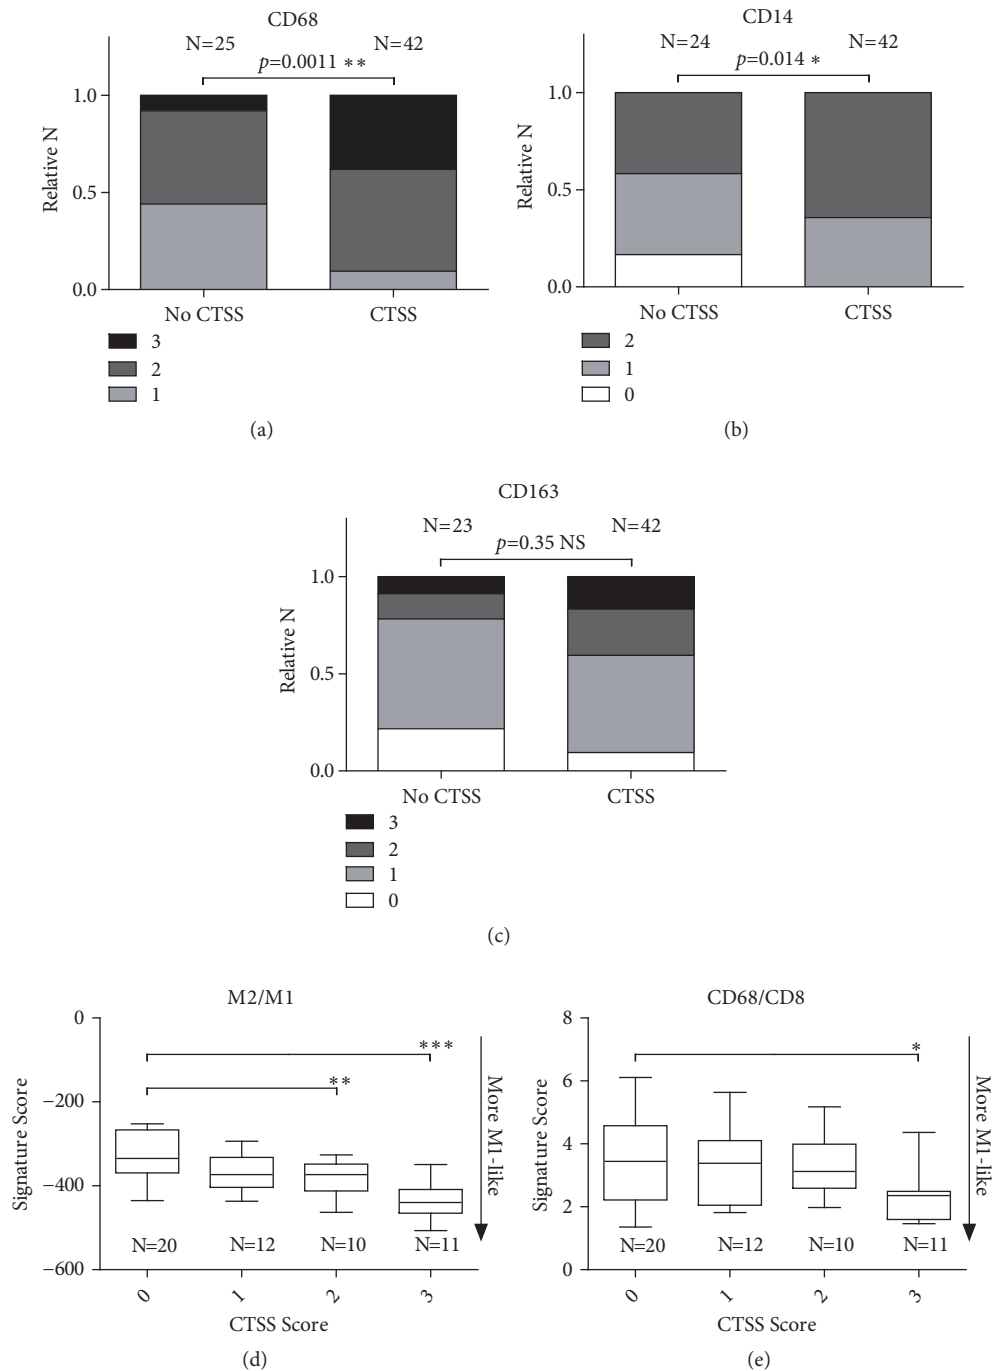 CD68
N=25 N=42
p=0.0011 **
1.0
0.5
0.0
Relative N
No CTSS CTSS
3
2
1
(a)
CD14
N=24 N=42
p=0.014 *
1.0
0.5
0.0
Relative N
No CTSS CTSS
2
1
0
(b)
CD163
N=23 N=42
p=0.35 NS
1.0
0.5
0.0
Relative N
No CTSS CTSS
3
2
1
0
(c)
M2/M1
0
−200
−400
−600
Signature Score
***
**
More M1-like
N=20 N=12 N=10 N=11
0 1 2 3
CTSS Score
(d)
CD68/CD8
8
6
4
2
0
Signature Score
*
More M1-like
N=20 N=12 N=10 N=11
0 1 2 3
CTSS Score
(e)